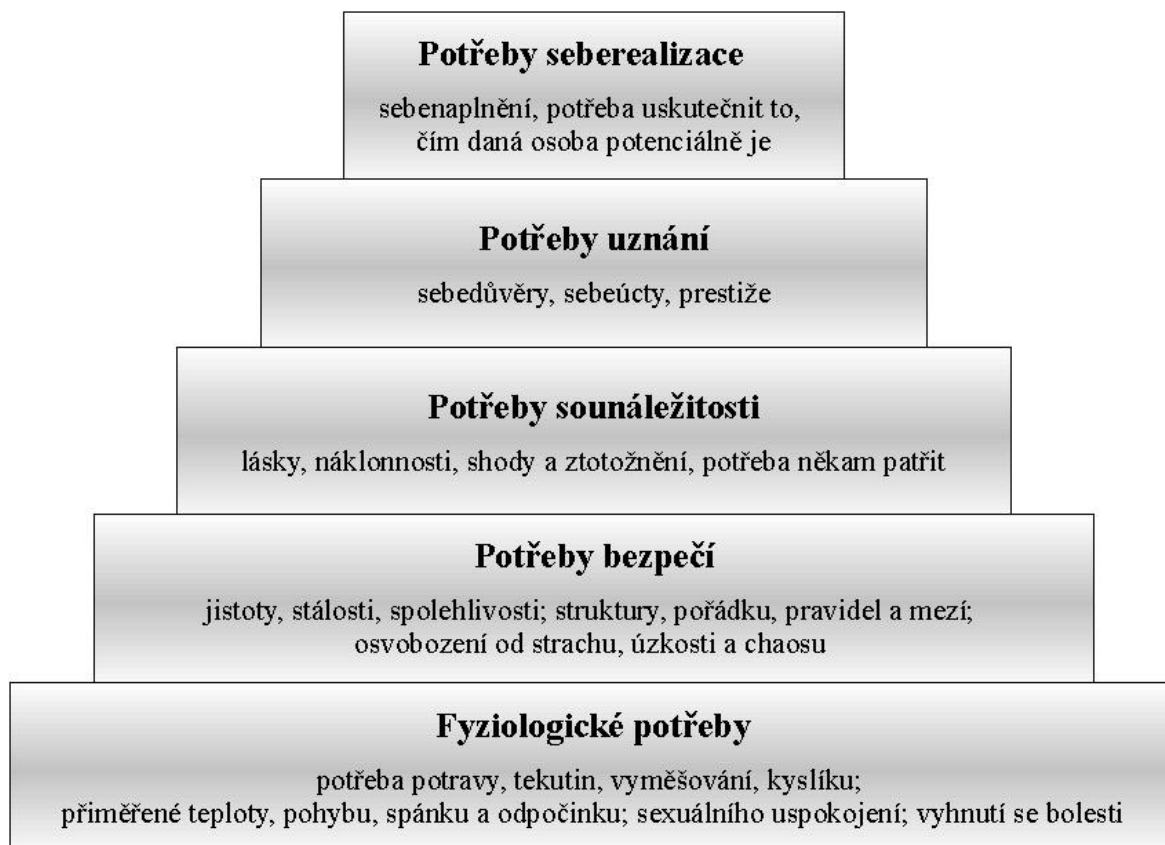 Potřeby seberealizace
sebenaplnění, potřeba uskutečnit to,
čím daná osoba potenciálně je
Potřeby uznání
sebedůvěry, sebeúcty, prestiže
Potřeby sounáležitosti
lásky, náklonnosti, shody a ztotožnění, potřeba někam patřit
Potřeby bezpečí
jistoty, stálosti, spolehlivosti; struktury, pořádku, pravidel a mezí;
osvobození od strachu, úzkosti a chaosu
Fyziologické potřeby
potřeba potravy, tekutin, vyměšování, kyslíku;
přiměřené teploty, pohybu, spánku a odpočinku; sexuálního uspokojení; vyhnutí se bolesti